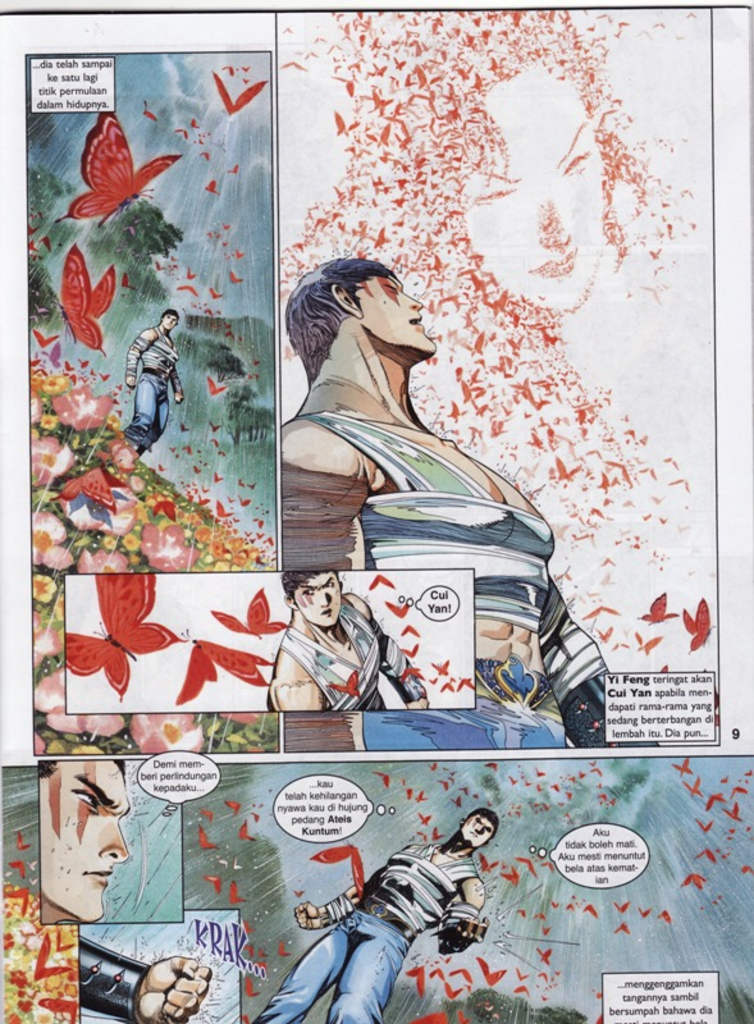 ...dia telah sampai
ke satu lagi
titik permulaan
dalam hidupnya.
Cui
Yan!
Yi Feng teringat akan
Cui Yan apabila men-
dapati rama-rama yang
sedang berterbangan di
lembah itu. Dia pun...
9
Demi mem-
beri perlindungan
kepadaku...
...kau
telah kehilangan
nyawa kau di hujung
pedang Ateis
Kuntum!
Aku
tidak boleh mati.
Aku mesti menuntut
bela atas kemat-
ian
KRAK...
...menggenggamkan
tangannya sambil
bersumpah bahawa dia